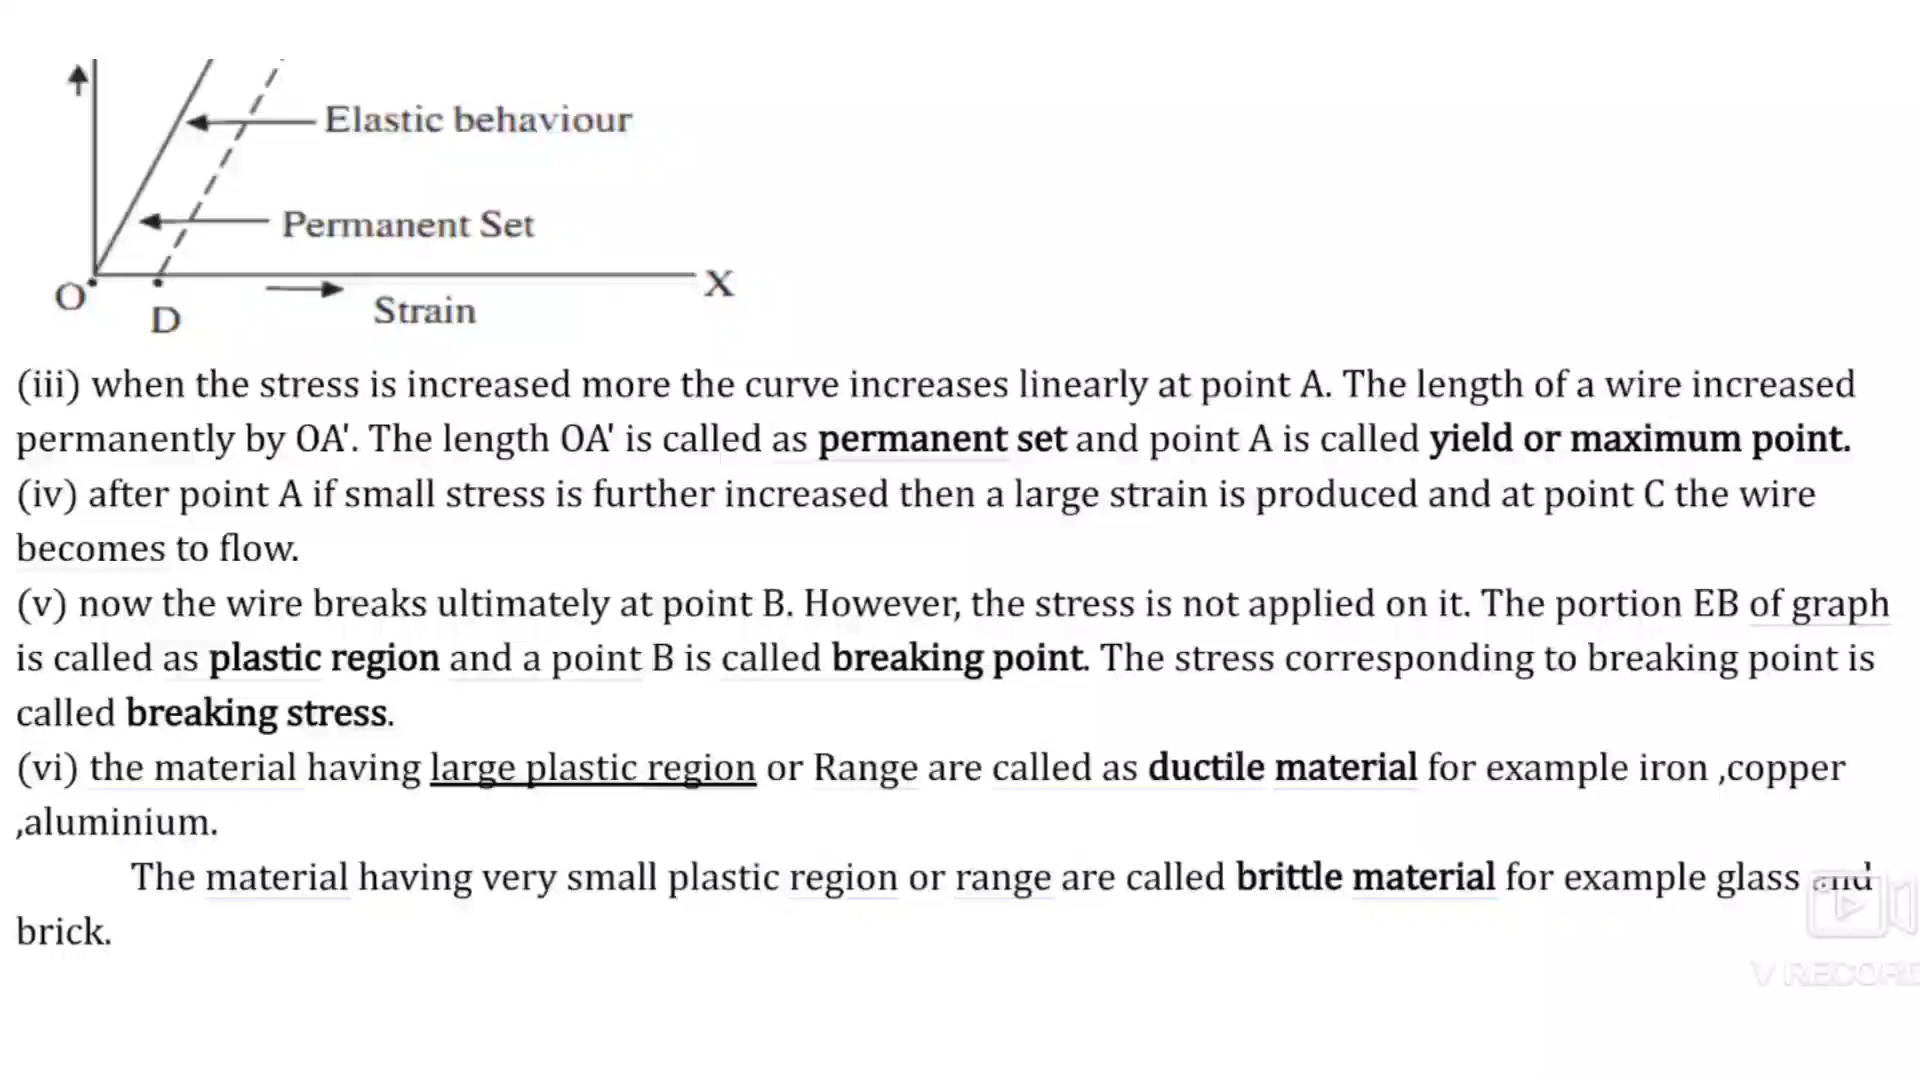 Elastic behaviour
Permanent Set
O
X
D
Strain
(iii) when the stress is increased more the curve increases linearly at point A. The length of a wire increased
permanently by OA'. The length OA' is called as permanent set and point A is called yield or maximum point.
(iv) after point A if small stress is further increased then a large strain is produced and at point C the wire
becomes to flow.
(v) now the wire breaks ultimately at point B. However, the stress is not applied on it. The portion EB of graph
is called as plastic region and a point B is called breaking point. The stress corresponding to breaking point is
called breaking stress.
(vi) the material having large plastic region or Range are called as ductile material for example iron ,copper
,aluminium.
The material having very small plastic region or range are called brittle material for example glass and
brick.
V RECORD